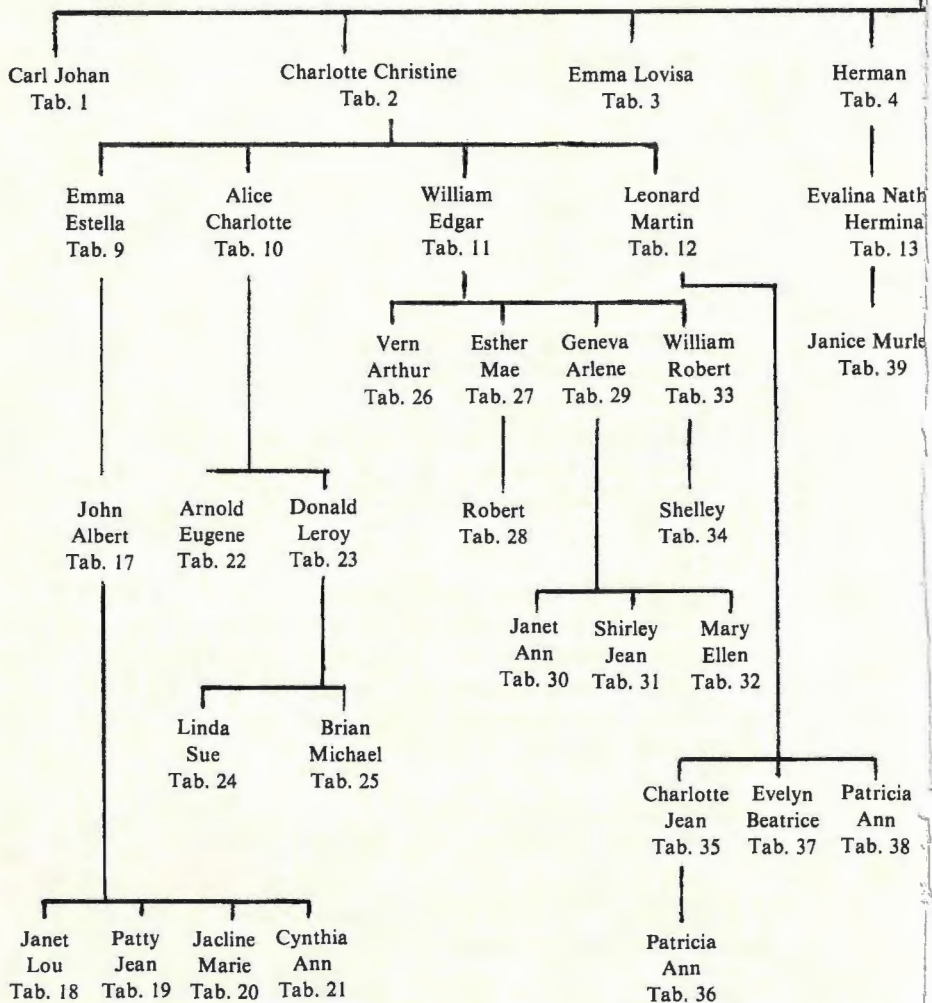 Carl Johan
Tab. 1
Charlotte Christine
Tab. 2
Emma Lovisa
Tab. 3
Herman
Tab. 4
Emma
Estella
Tab. 9
Alice
Charlotte
Tab. 10
William
Edgar
Tab. 11
Leonard
Martin
Tab. 12
Evalina Nath
Hermina
Tab. 13
Vern
Arthur
Tab. 26
Esther
Mae
Tab. 27
Geneva
Arlene
Tab. 29
William
Robert
Tab. 33
Janice Murle
Tab. 39
John
Albert
Tab. 17
Arnold
Eugene
Tab. 22
Donald
Leroy
Tab. 23
Robert
Tab. 28
Shelley
Tab. 34
Janet
Ann
Tab. 30
Shirley
Jean
Tab. 31
Mary
Ellen
Tab. 32
Linda
Sue
Tab. 24
Brian
Michael
Tab. 25
Charlotte
Jean
Tab. 35
Evelyn
Beatrice
Tab. 37
Patricia
Ann
Tab. 38
Janet
Lou
Tab. 18
Patty
Jean
Tab. 19
Jacline
Marie
Tab. 20
Cynthia
Ann
Tab. 21
Patricia
Ann
Tab. 36